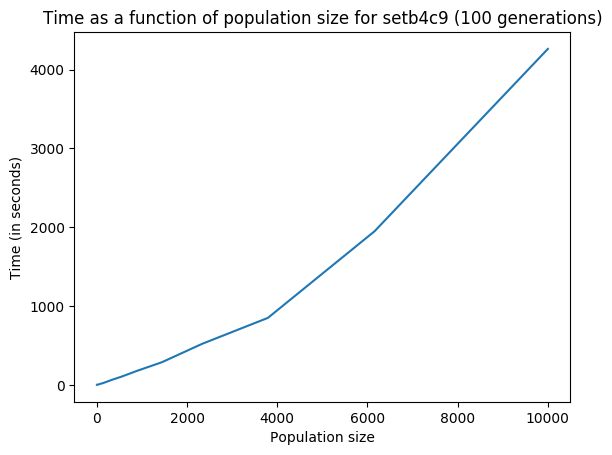 Time as a function of population size for setb4c9 (100 generations)
4000
3000
2000
1000
0
Time (in seconds)
0 2000 4000 6000 8000 10000
Population size